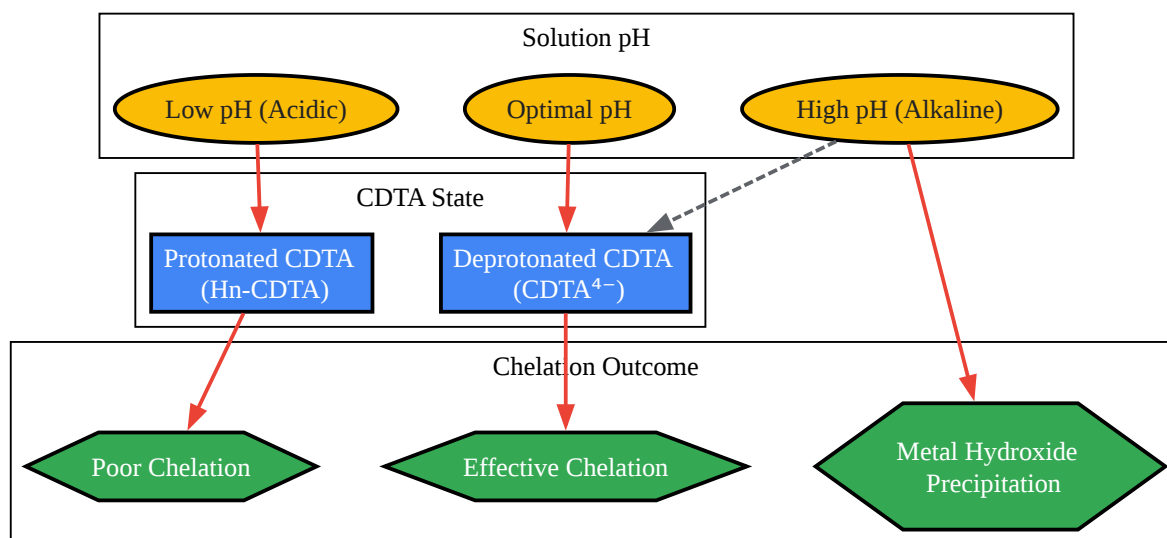 Solution pH
Low pH (Acidic)
Optimal pH
High pH (Alkaline)
CDTA State
Protonated CDTA
(Hn-CDTA)
Deprotonated CDTA
(CDTA⁴⁻)
Chelation Outcome
Poor Chelation
Effective Chelation
Metal Hydroxide
Precipitation